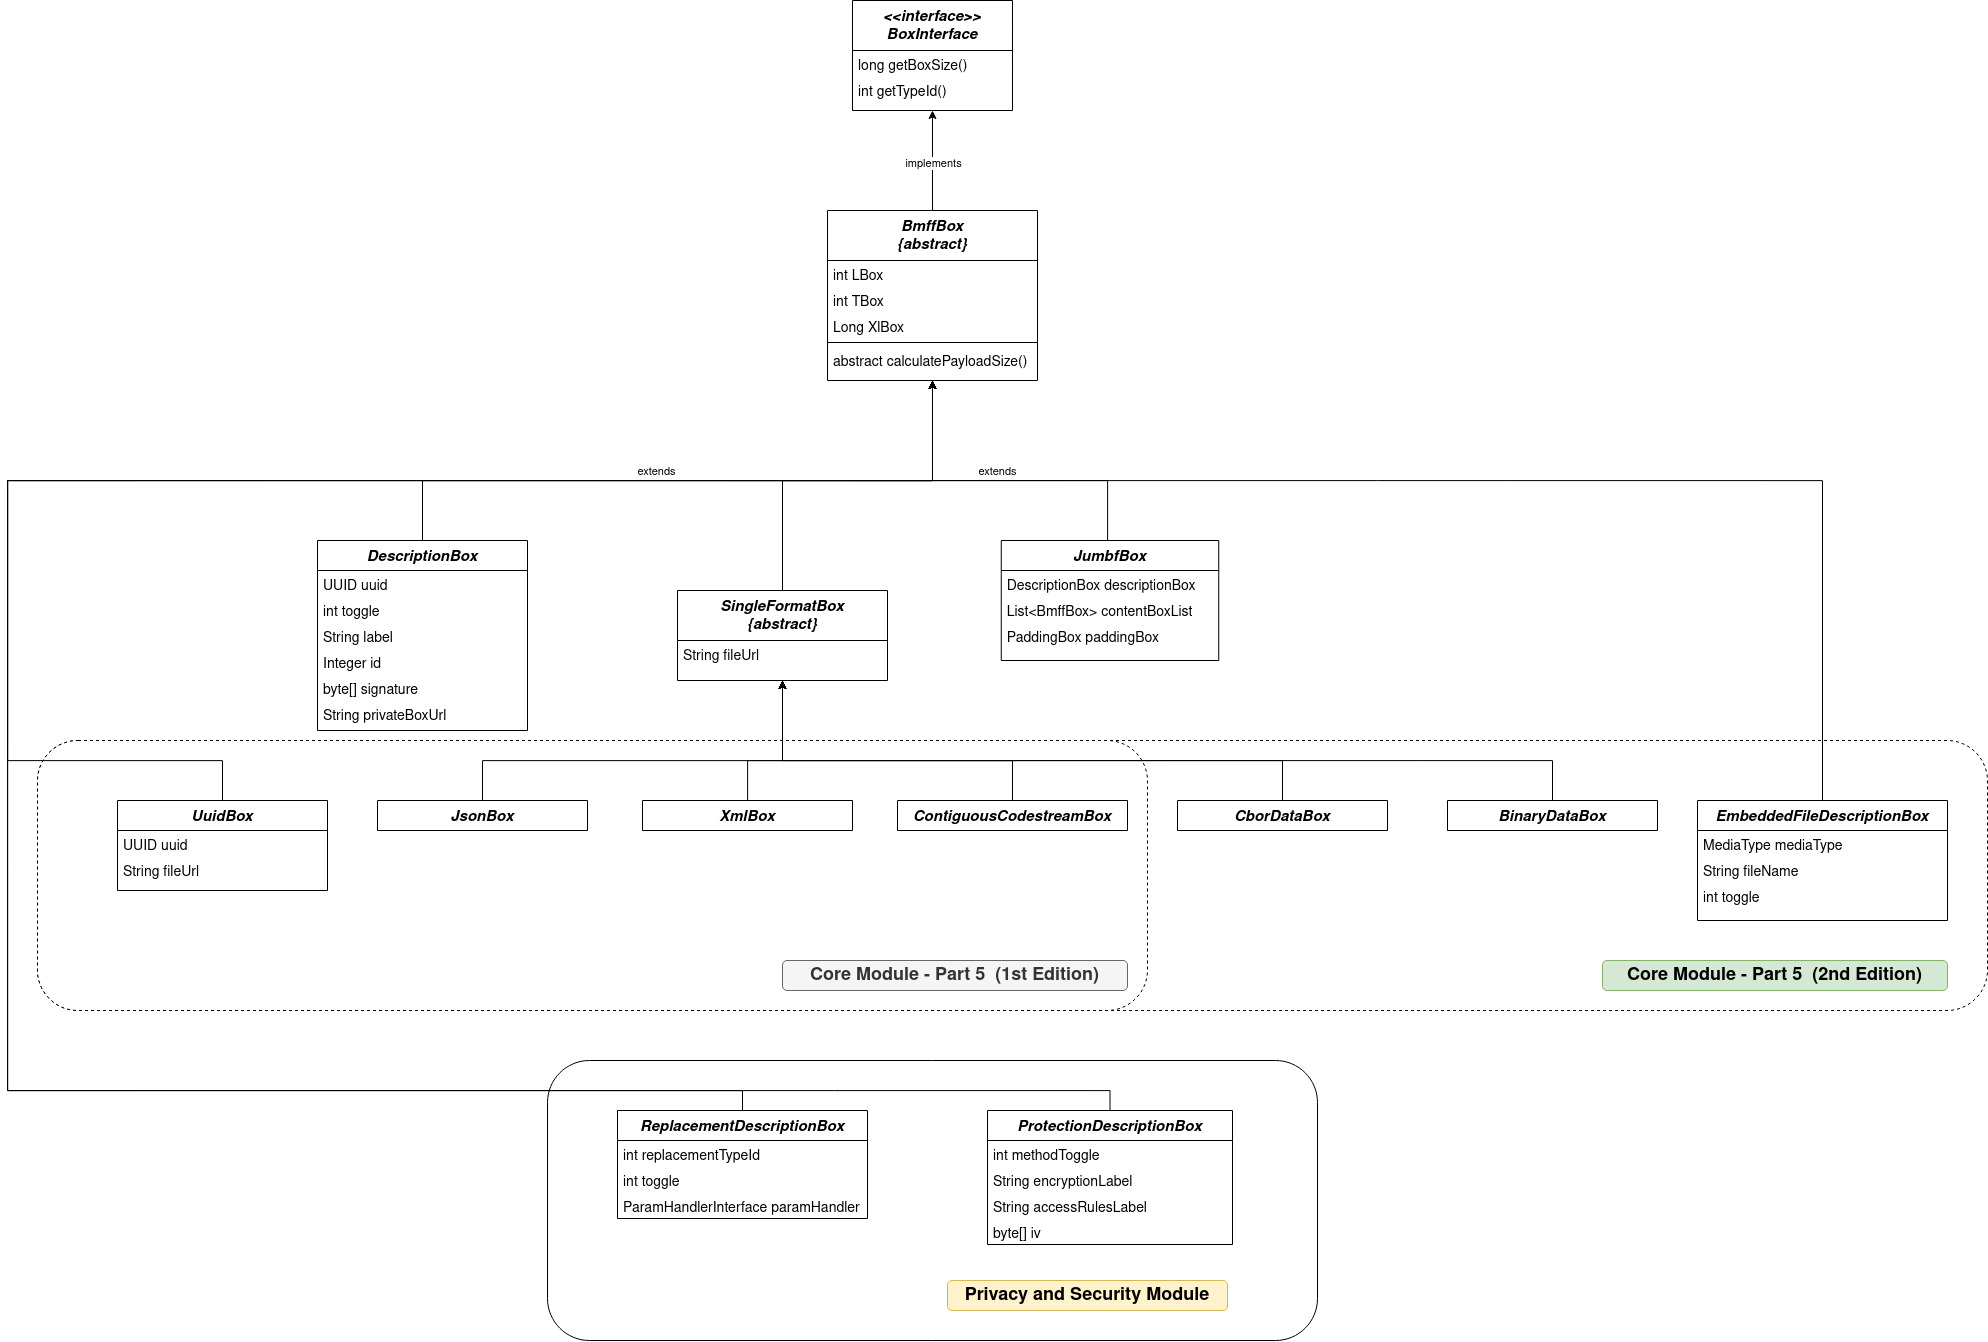 <<interface>>
BoxInterface
long getBoxSize()
int getTypeId()
implements
BmffBox
{abstract}
int LBox
int TBox
Long XlBox
abstract calculatePayloadSize()
extends
extends
DescriptionBox
UUID uuid
int toggle
String label
Integer id
byte[] signature
String privateBoxUrl
SingleFormatBox
{abstract}
String fileUrl
JumbfBox
DescriptionBox descriptionBox
List<BmffBox> contentBoxList
PaddingBox paddingBox
UuidBox
UUID uuid
String fileUrl
JsonBox
XmlBox
ContiguousCodestreamBox
CborDataBox
BinaryDataBox
EmbeddedFileDescriptionBox
MediaType mediaType
String fileName
int toggle
Core Module - Part 5 (1st Edition)
Core Module - Part 5 (2nd Edition)
ReplacementDescriptionBox
int replacementTypeId
int toggle
ParamHandlerInterface paramHandler
ProtectionDescriptionBox
int methodToggle
String encryptionLabel
String accessRulesLabel
byte[] iv
Privacy and Security Module